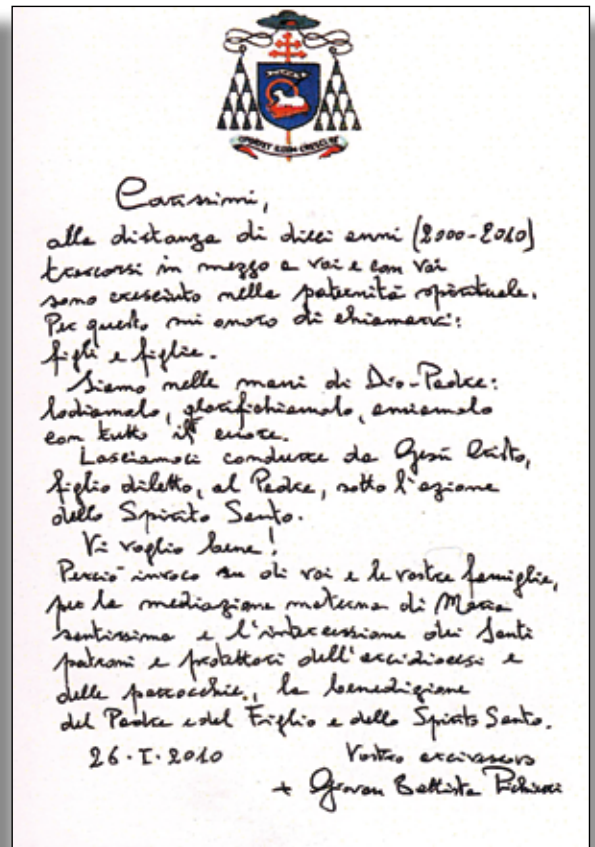 OPORTET ILLUM CRESCERE
Carissimi,
alla distanza di dieci anni (2000-2010)
trascorsi in mezzo a voi e con voi
sono cresciuto nella paternità spirituale.
Per questo mi onoro di chiamarvi:
figli e figlie.
Siamo nelle mani di Dio-Padre:
lodiamolo, glorifichiamolo, amiamolo
con tutto il cuore.
Lasciamoci condurre da Gesù Cristo,
figlio diletto, al Padre, sotto l'azione
dello Spirito Santo.
Vi voglio bene!
Perciò invoco su di voi e le vostre famiglie,
per la mediazione materna di Maria
santissima e l'intercessione dei Santi
patroni e protettori dell'arcidiocesi e
delle parrocchie, la benedizione
del Padre e del Figlio e dello Spirito Santo.
26.I.2010 Vostro arcivescovo
+ Giovan Battista Pichierri